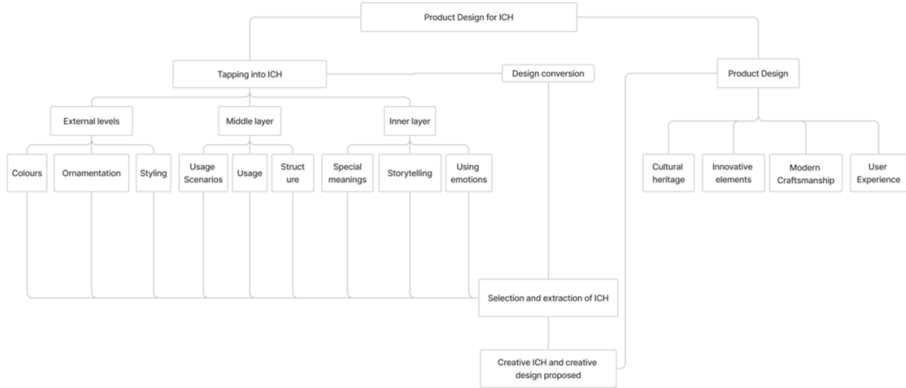 Product Design for ICH
Tapping into ICH
Design conversion
Product Design
External levels
Middle layer
Inner layer
Colours
Ornamentation
Styling
Usage
Scenarios
Usage
Struct
ure
Special
meanings
Storytelling
Using
emotions
Cultural
heritage
Innovative
elements
Modern
Craftsmanship
User
Experience
Selection and extraction of ICH
Creative ICH and creative
design proposed